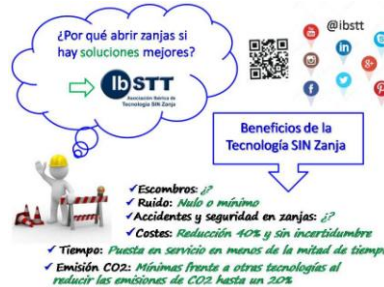 ¿Por qué abrir zanjas si
hay soluciones mejores?
IbSTT
Asociación Ibérica de
Tecnología SIN Zanja
@ibstt
Beneficios de la
Tecnología SIN Zanja
✓Escombros: ¿?
✓Ruido: Nulo o mínimo
✓Accidentes y seguridad en zanjas: ¿?
✓Costes: Reducción 40% y sin incertidumbre
✓ Tiempo: Puesta en servicio en menos de la mitad de tiempo
✓ Emisión CO2: Mínimas frente a otras tecnologías al
reducir las emisiones de CO2 hasta un 20%